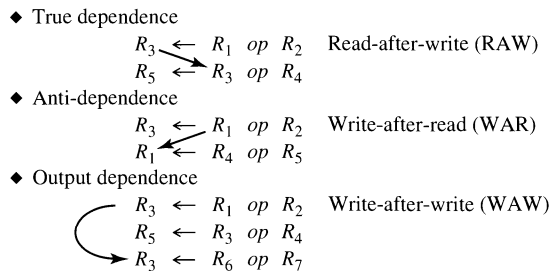 ◆ True dependence
R₃ ← R₁ op R₂ Read-after-write (RAW)
R₅ ← R₃ op R₄
◆ Anti-dependence
R₃ ← R₁ op R₂ Write-after-read (WAR)
R₁ ← R₄ op R₅
◆ Output dependence
R₃ ← R₁ op R₂ Write-after-write (WAW)
R₅ ← R₃ op R₄
R₃ ← R₆ op R₇